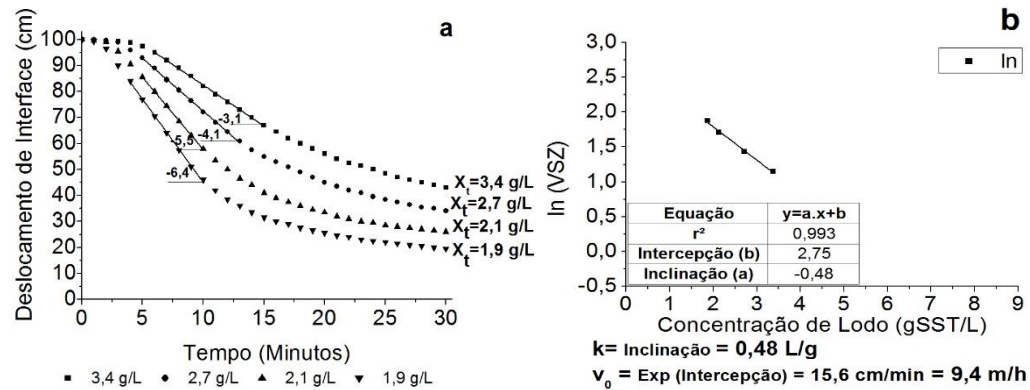 a
Deslocamento de Interface (cm)
100
90
80
70
60
50
40
30
20
10
0
-3,1
-4,1
-5,5
-6,4
Xt=3,4 g/L
Xt=2,7 g/L
Xt=2,1 g/L
Xt=1,9 g/L
0 5 10 15 20 25 30
Tempo (Minutos)
3,4 g/L 2,7 g/L 2,1 g/L 1,9 g/L
b
ln (VSZ)
3,0
2,5
2,0
1,5
1,0
0,5
0,0
-0,5
ln
Equação y=a.x+b
r² 0,993
Intercepção (b) 2,75
Inclinação (a) -0,48
0 1 2 3 4 5 6 7 8 9
Concentração de Lodo (gSST/L)
k= Inclinação = 0,48 L/g
v₀ = Exp (Intercepção) = 15,6 cm/min = 9,4 m/h